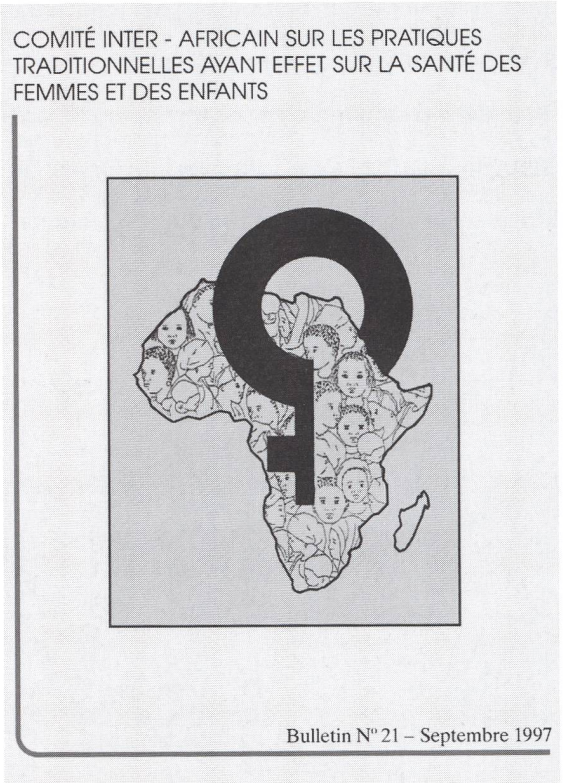 COMITÉ INTER - AFRICAIN SUR LES PRATIQUES
TRADITIONNELLES AYANT EFFET SUR LA SANTÉ DES
FEMMES ET DES ENFANTS
Bulletin Nº 21 – Septembre 1997